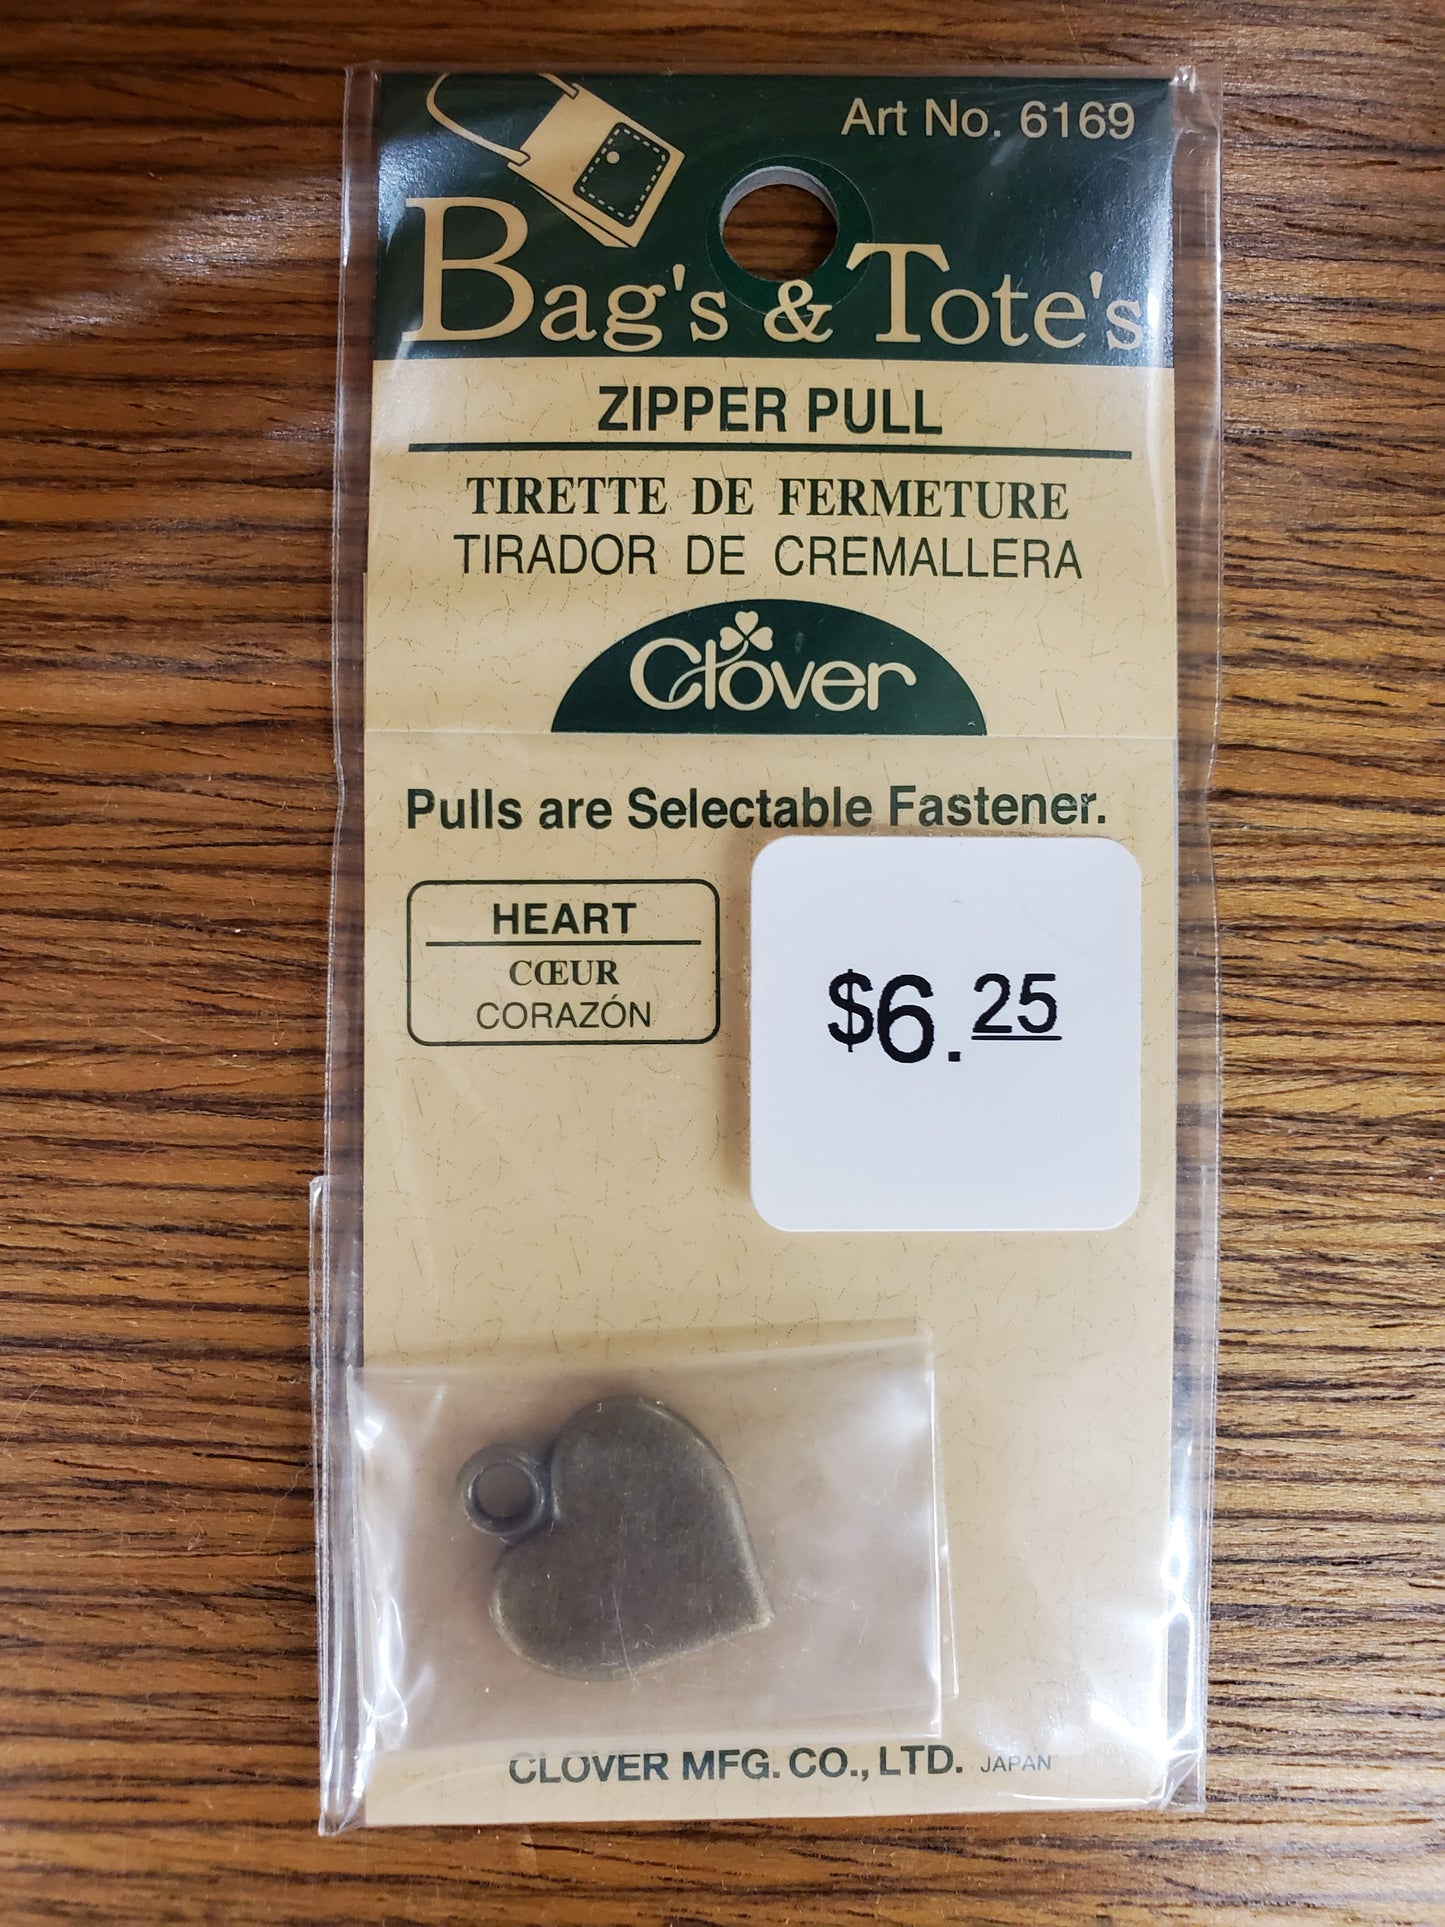 Art No. 6169
Bag's & Tote's
ZIPPER PULL
TIRETTE DE FERMETURE
TIRADOR DE CREMALLERA
Clover
Pulls are Selectable Fastener.
HEART
CŒUR
CORAZÓN
$6.25
CLOVER MFG. CO., LTD. JAPAN